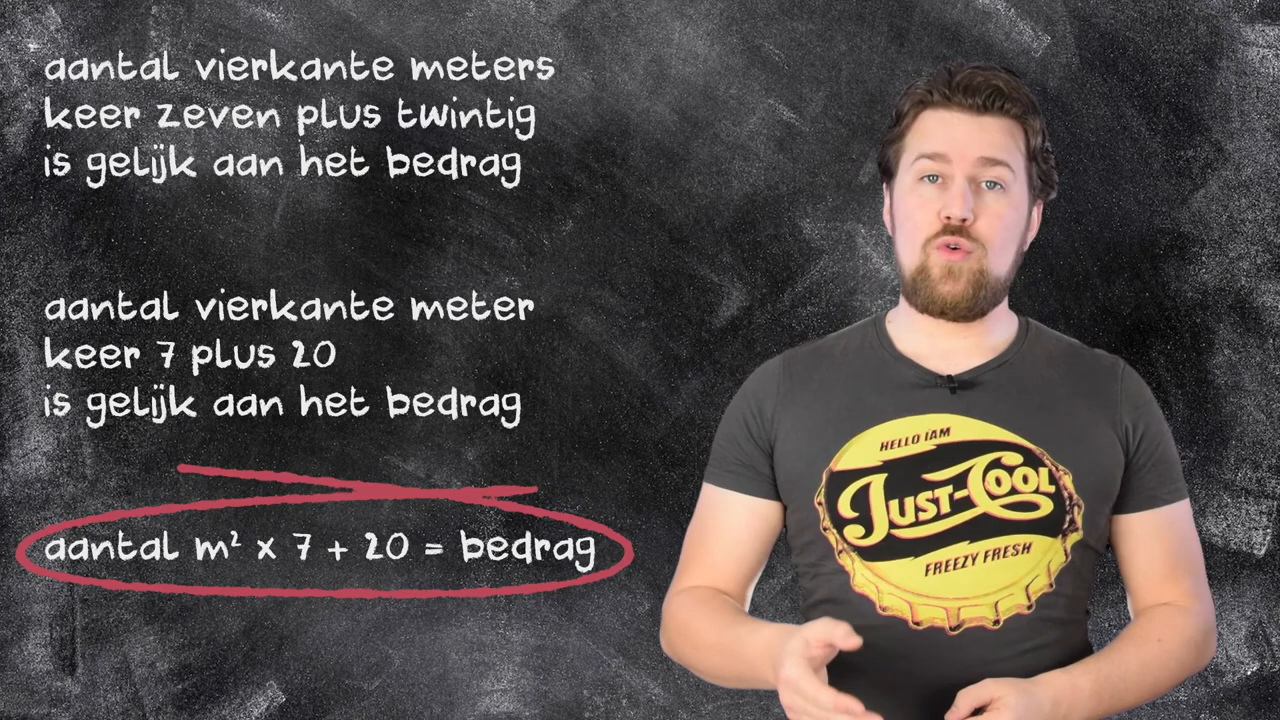 aantal vierkante meters
keer zeven plus twintig
is gelijk aan het bedrag
aantal vierkante meter
keer 7 plus 20
is gelijk aan het bedrag
aantal m² x 7 + 20 = bedrag
HELLO IAM
JUST-COOL
FREEZY FRESH